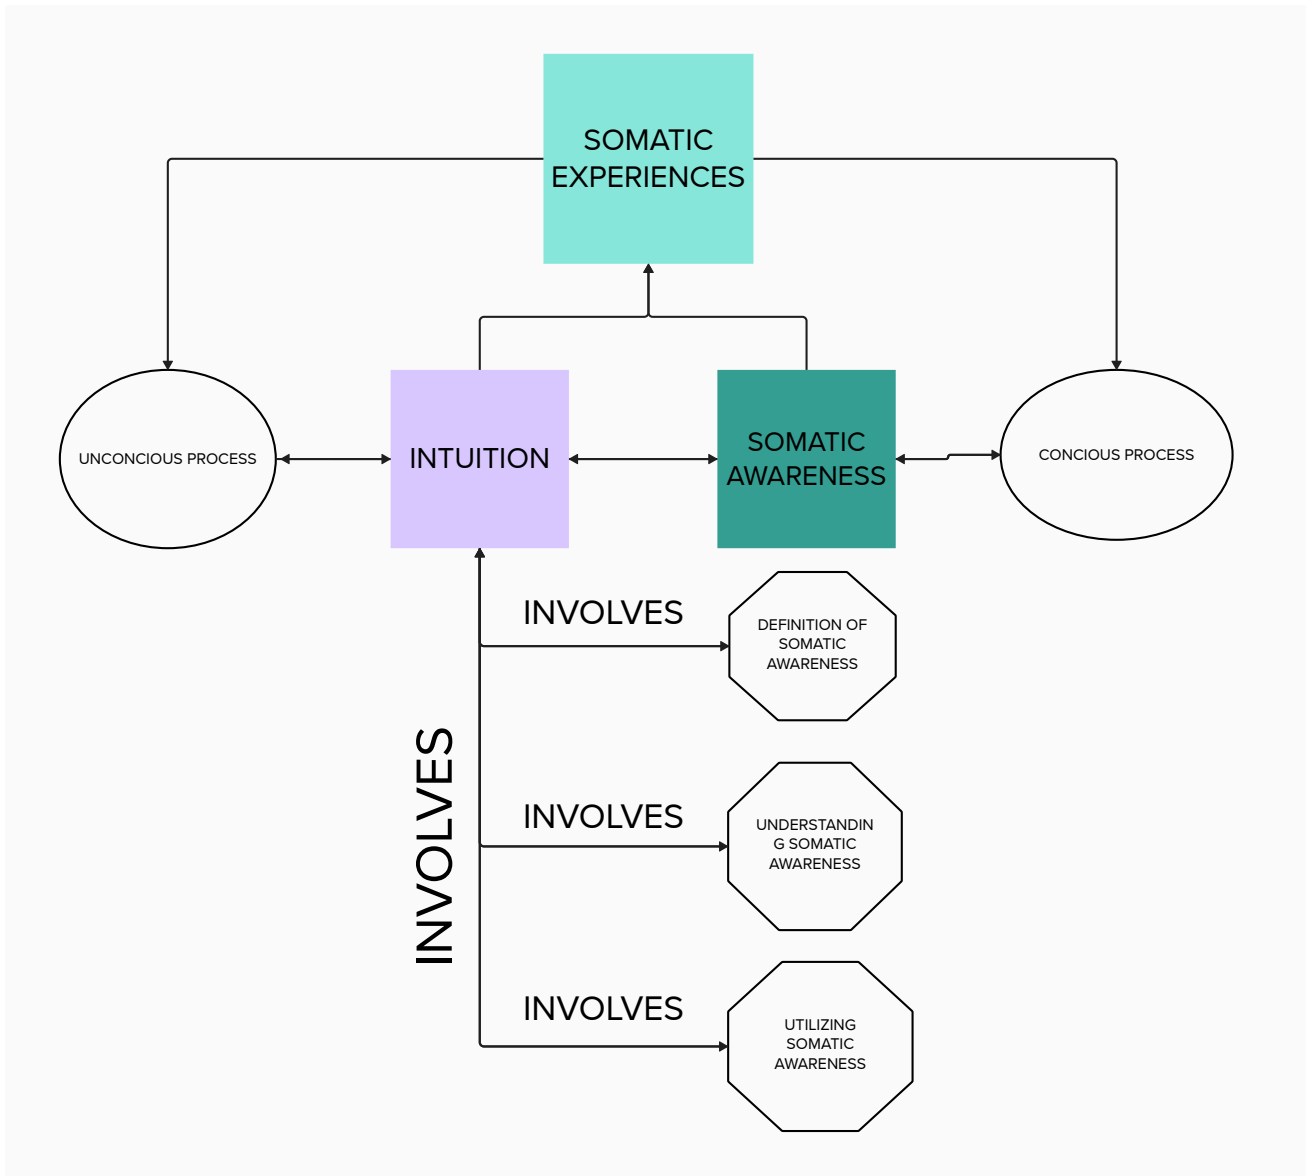 SOMATIC
EXPERIENCES
UNCONCIOUS PROCESS
INTUITION
SOMATIC
AWARENESS
CONCIOUS PROCESS
INVOLVES
DEFINITION OF
SOMATIC
AWARENESS
INVOLVES
INVOLVES
UNDERSTANDIN
G SOMATIC
AWARENESS
INVOLVES
UTILIZING
SOMATIC
AWARENESS